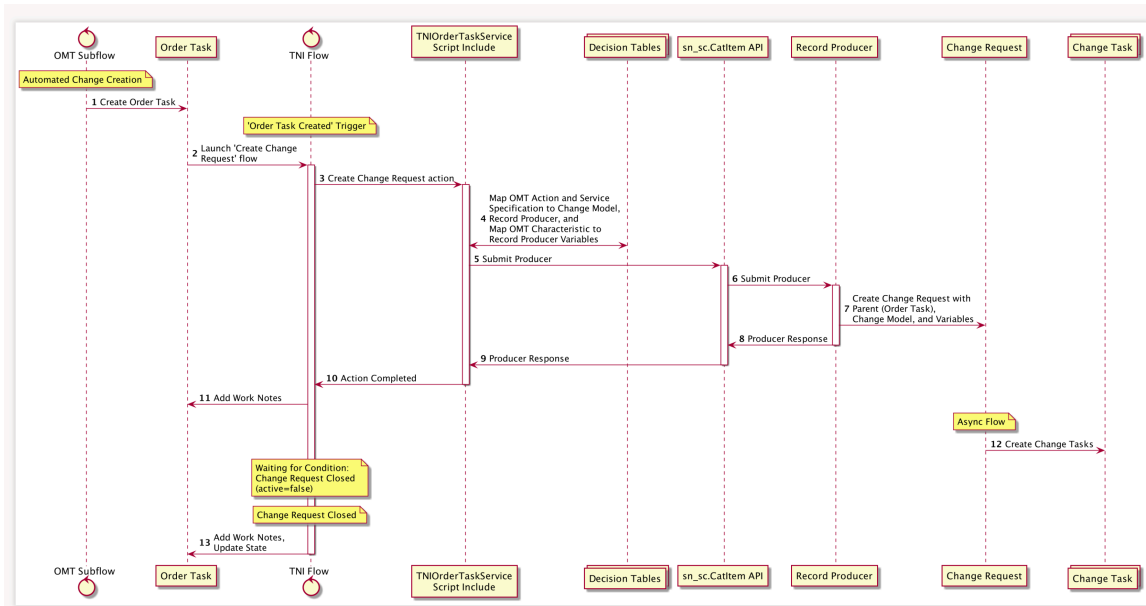 OMT Subflow
Order Task
TNI Flow
TNIOrderTaskService
Script Include
Decision Tables
sn_sc.CatItem API
Record Producer
Change Request
Change Task
Automated Change Creation
1 Create Order Task
'Order Task Created' Trigger
2 Launch 'Create Change
Request' flow
3 Create Change Request action
Map OMT Action and Service
Specification to Change Model,
4 Record Producer, and
Map OMT Characteristic to
Record Producer Variables
5 Submit Producer
6 Submit Producer
Create Change Request with
7 Parent (Order Task),
Change Model, and Variables
8 Producer Response
9 Producer Response
10 Action Completed
11 Add Work Notes
Async Flow
12 Create Change Tasks
Waiting for Condition:
Change Request Closed
(active=false)
Change Request Closed
13 Add Work Notes,
Update State
OMT Subflow
Order Task
TNI Flow
TNIOrderTaskService
Script Include
Decision Tables
sn_sc.CatItem API
Record Producer
Change Request
Change Task